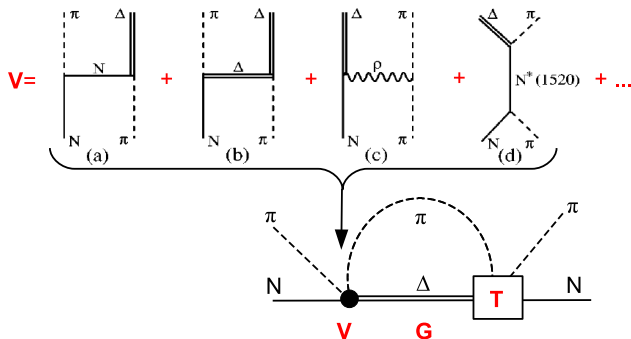 π Δ π Δ Δ π Δ π
V= N + Δ + ρ + N*(1520) + ...
N π N π N π N π
(a) (b) (c) (d)
π π π
N Δ T N
V G